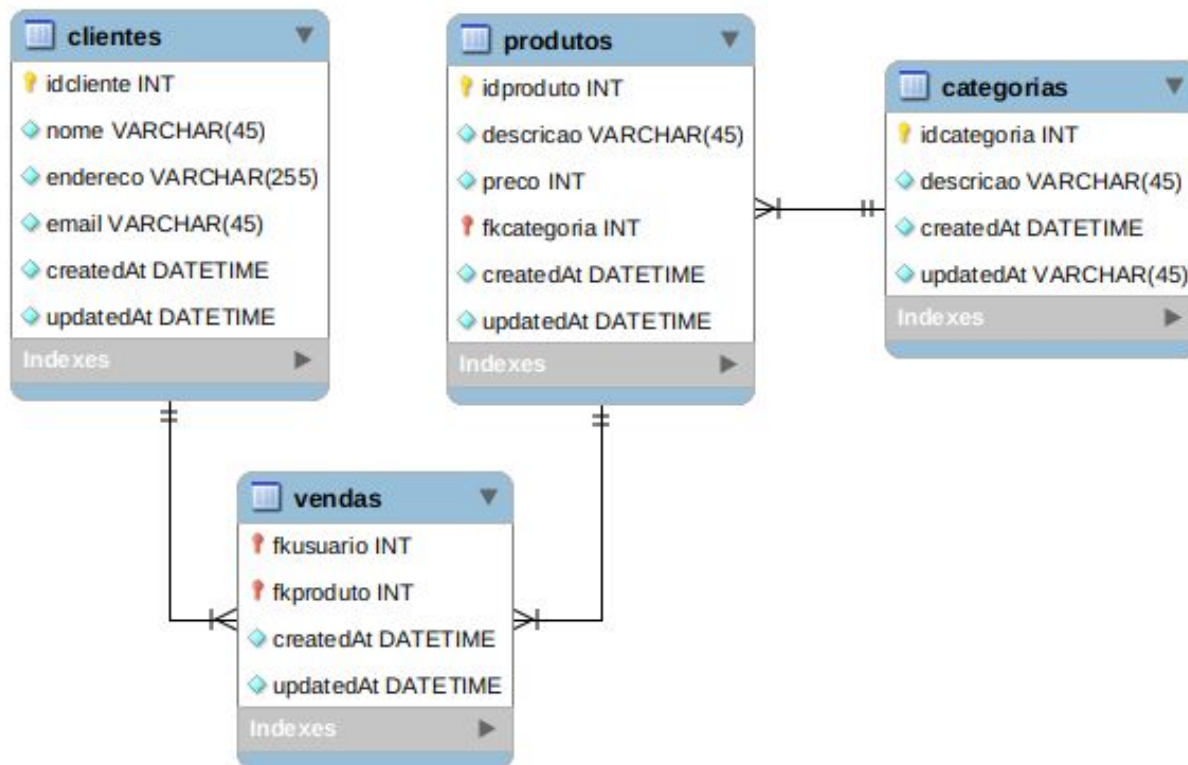 clientes
idcliente INT
nome VARCHAR(45)
endereco VARCHAR(255)
email VARCHAR(45)
createdAt DATETIME
updatedAt DATETIME
Indexes
produtos
idproduto INT
descricao VARCHAR(45)
preco INT
fkcategoria INT
createdAt DATETIME
updatedAt DATETIME
Indexes
categorias
idcategoria INT
descricao VARCHAR(45)
createdAt DATETIME
updatedAt VARCHAR(45)
Indexes
vendas
fkusuario INT
fkproduto INT
createdAt DATETIME
updatedAt DATETIME
Indexes